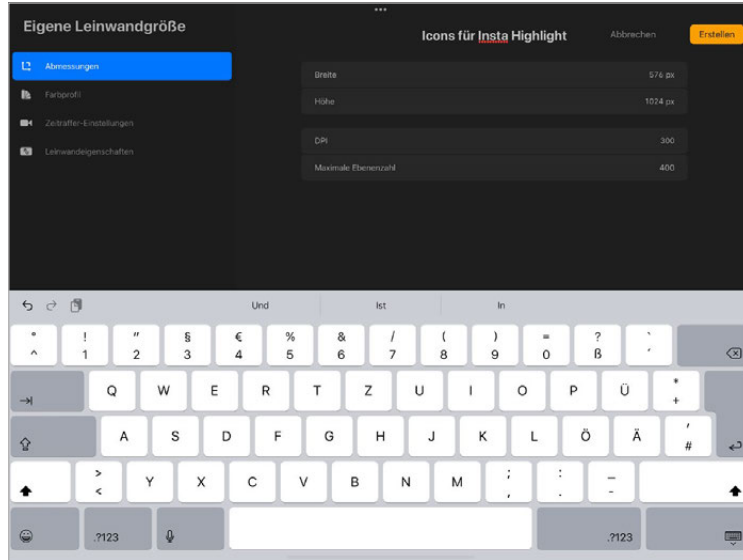 Eigene Leinwandgröße
Icons für Insta Highlight
Abbrechen
Erstellen
Abmessungen
Farbprofil
Zeitraffer-Einstellungen
Leinwandeigenschaften
Breite 576 px
Höhe 1024 px
DPI 300
Maximale Ebenenzahl 400
Und Ist In
° ! " § € % & / ( ) = ? `
^ 1 2 3 4 5 6 7 8 9 0 ß ´
Q W E R T Z U I O P Ü * +
A S D F G H J K L Ö Ä ' #
> < Y X C V B N M ; , : . _ -
.?123 .?123